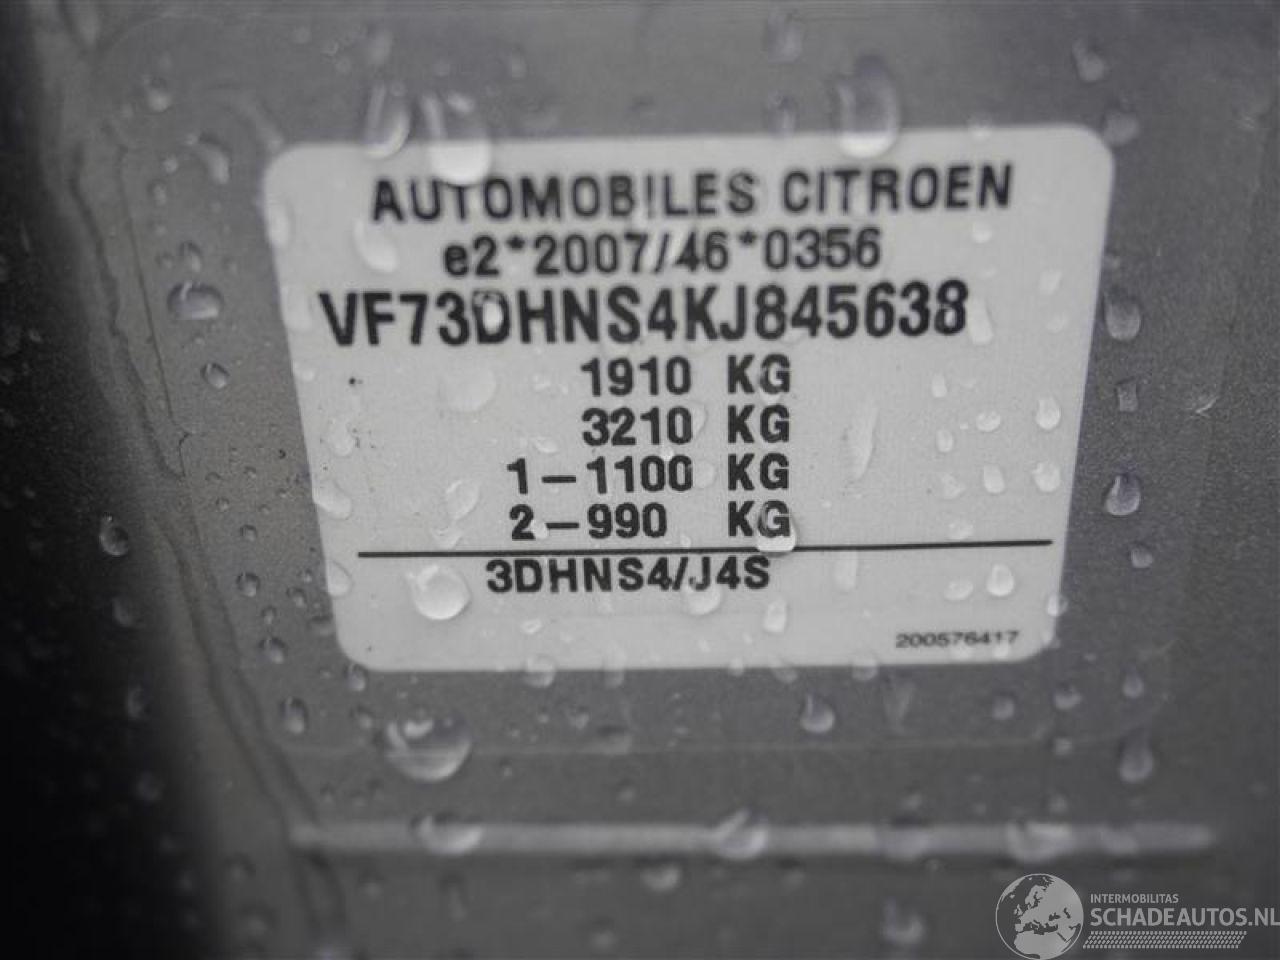 AUTOMOBILES CITROEN
e2*2007/46*0356
VF73DHNS4KJ845638
1910 KG
3210 KG
1-1100 KG
2-990 KG
3DHNS4/J4S
200576417
INTERMOBILITAS
SCHADEAUTOS.NL